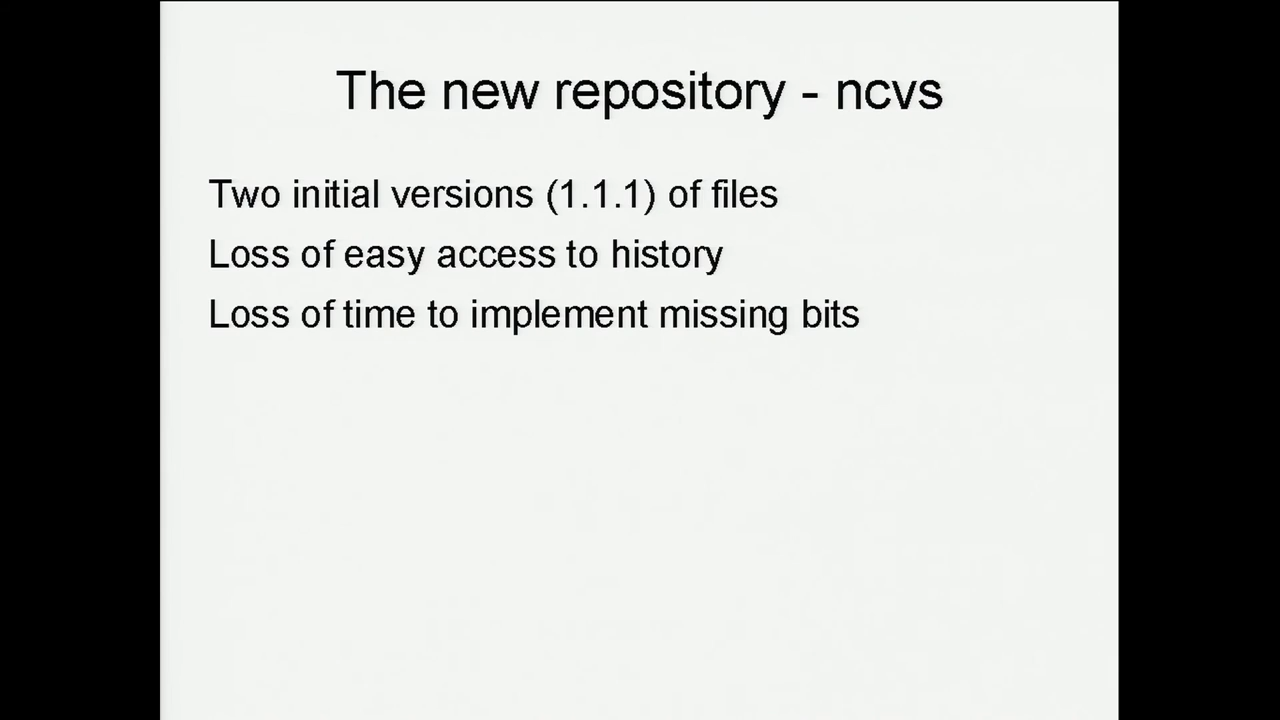 The new repository - ncvs
Two initial versions (1.1.1) of files
Loss of easy access to history
Loss of time to implement missing bits